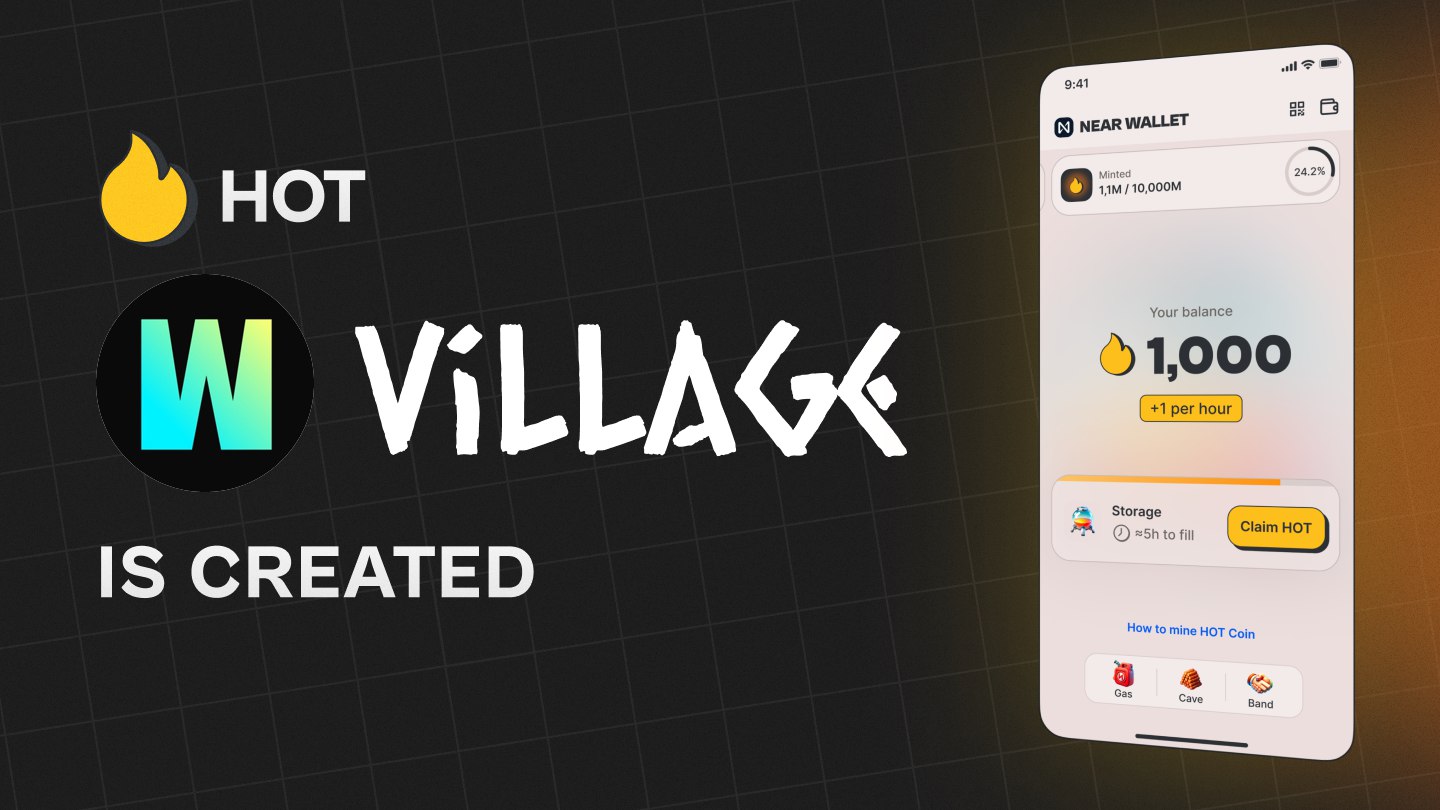 HOT
W VILLAGE
IS CREATED
9:41
NEAR WALLET
Minted
1,1M / 10,000M
24.2%
Your balance
1,000
+1 per hour
Storage
≈5h to fill
Claim HOT
How to mine HOT Coin
Gas
Cave
Band